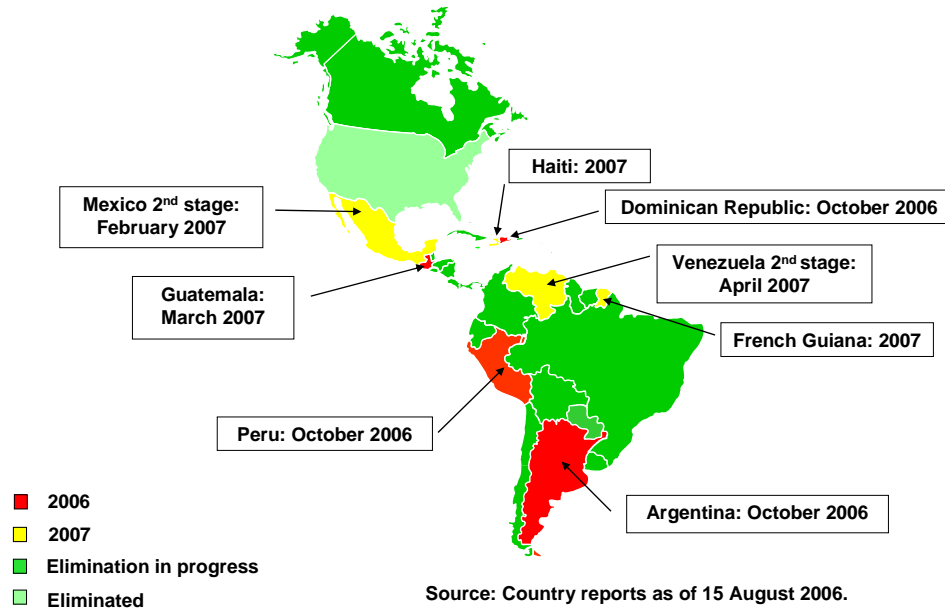 Haiti: 2007
Mexico 2nd stage:
February 2007
Dominican Republic: October 2006
Venezuela 2nd stage:
April 2007
Guatemala:
March 2007
French Guiana: 2007
Peru: October 2006
Argentina: October 2006
2006
2007
Elimination in progress
Eliminated
Source: Country reports as of 15 August 2006.